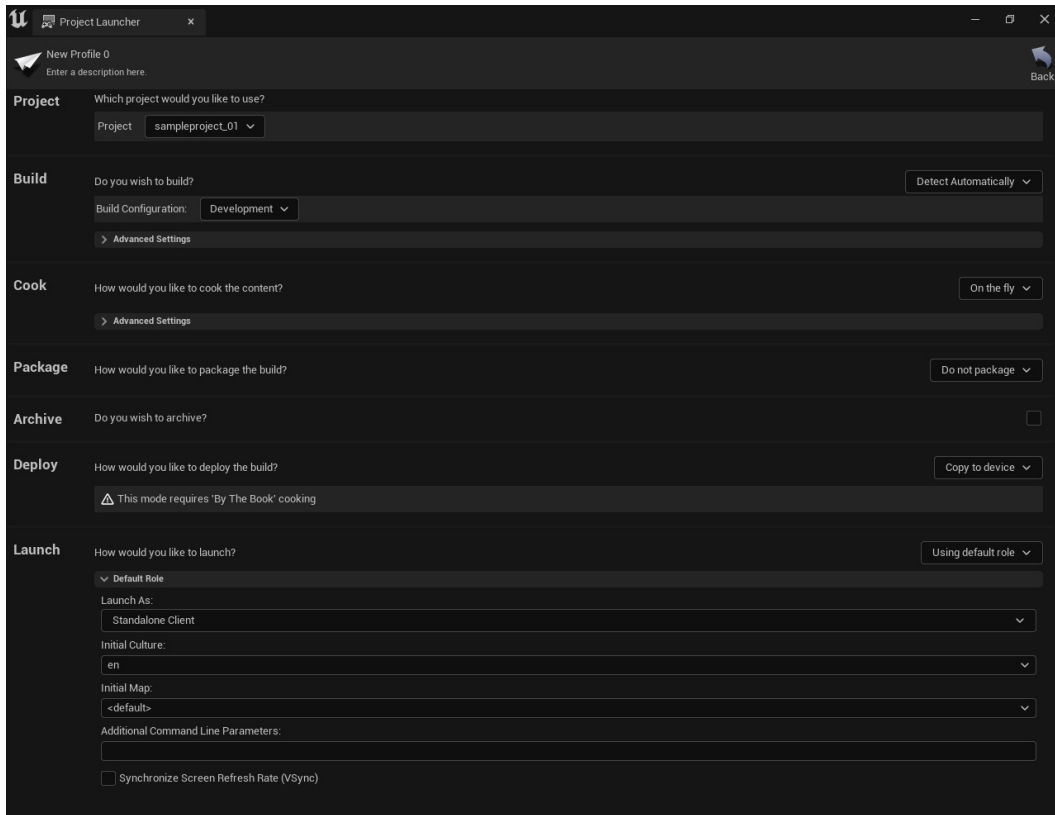 Project Launcher
New Profile 0
Enter a description here.
Back
Project
Which project would you like to use?
Project sampleproject_01
Build
Do you wish to build? Detect Automatically
Build Configuration: Development
Advanced Settings
Cook
How would you like to cook the content? On the fly
Advanced Settings
Package
How would you like to package the build? Do not package
Archive
Do you wish to archive?
Deploy
How would you like to deploy the build? Copy to device
This mode requires 'By The Book' cooking
Launch
How would you like to launch? Using default role
Default Role
Launch As:
Standalone Client
Initial Culture:
en
Initial Map:
<default>
Additional Command Line Parameters:
Synchronize Screen Refresh Rate (VSync)